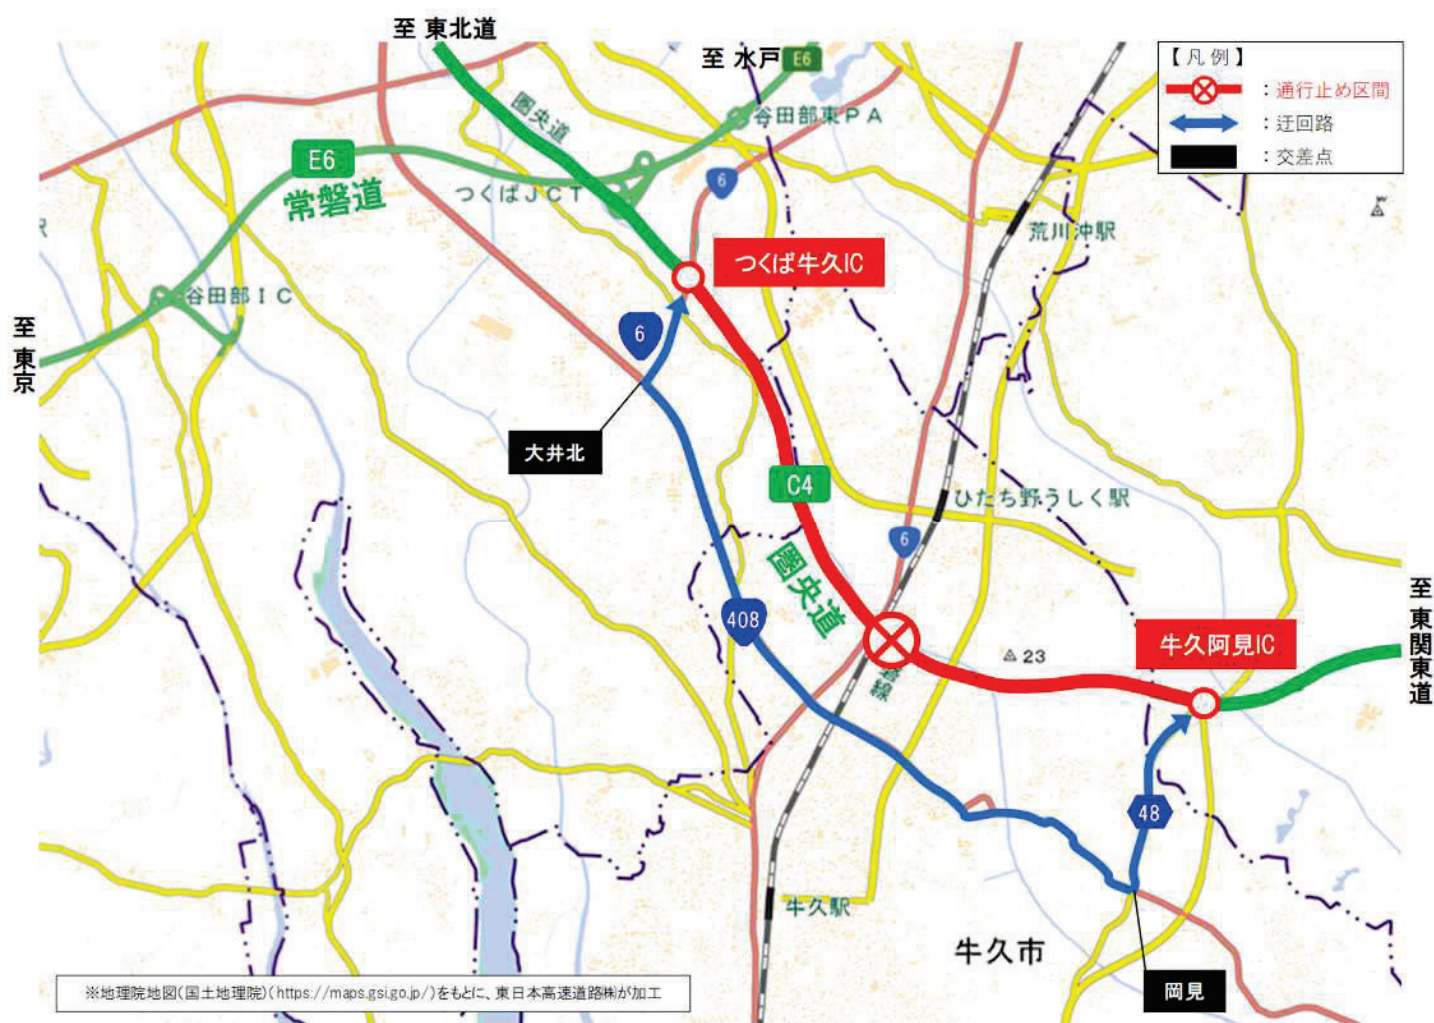 至 東北道
至 水戸
E6
【 凡 例 】
：通行止め区間
：迂回路
：交差点
圏央道
谷田部東ＰＡ
E6
常磐道
つくばＪＣＴ
6
荒川沖駅
つくば牛久IC
谷田部ＩＣ
至 東京
6
大井北
C4
ひたち野うしく駅
6
圏央道
408
至 東関東道
牛久阿見IC
23
磐線
48
牛久駅
牛久市
岡見
※地理院地図(国土地理院)(https://maps.gsi.go.jp/)をもとに、東日本高速道路㈱が加工